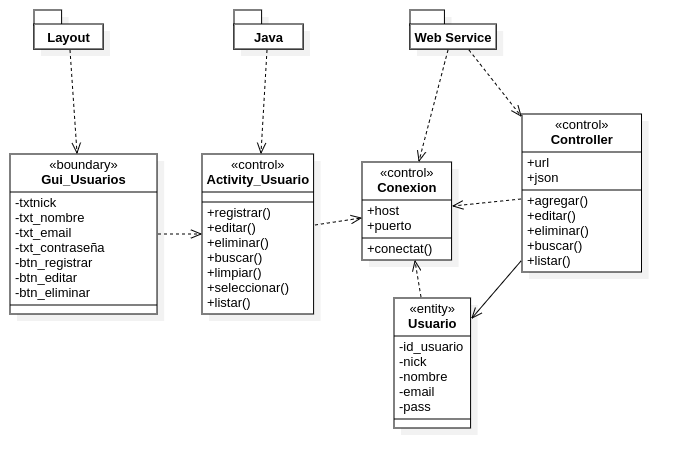 Layout
Java
Web Service
«boundary»
Gui_Usuarios
-txtnick
-txt_nombre
-txt_email
-txt_contraseña
-btn_registrar
-btn_editar
-btn_eliminar
«control»
Activity_Usuario
+registrar()
+editar()
+eliminar()
+buscar()
+limpiar()
+seleccionar()
+listar()
«control»
Conexion
+host
+puerto
+conectat()
«control»
Controller
+url
+json
+agregar()
+editar()
+eliminar()
+buscar()
+listar()
«entity»
Usuario
-id_usuario
-nick
-nombre
-email
-pass